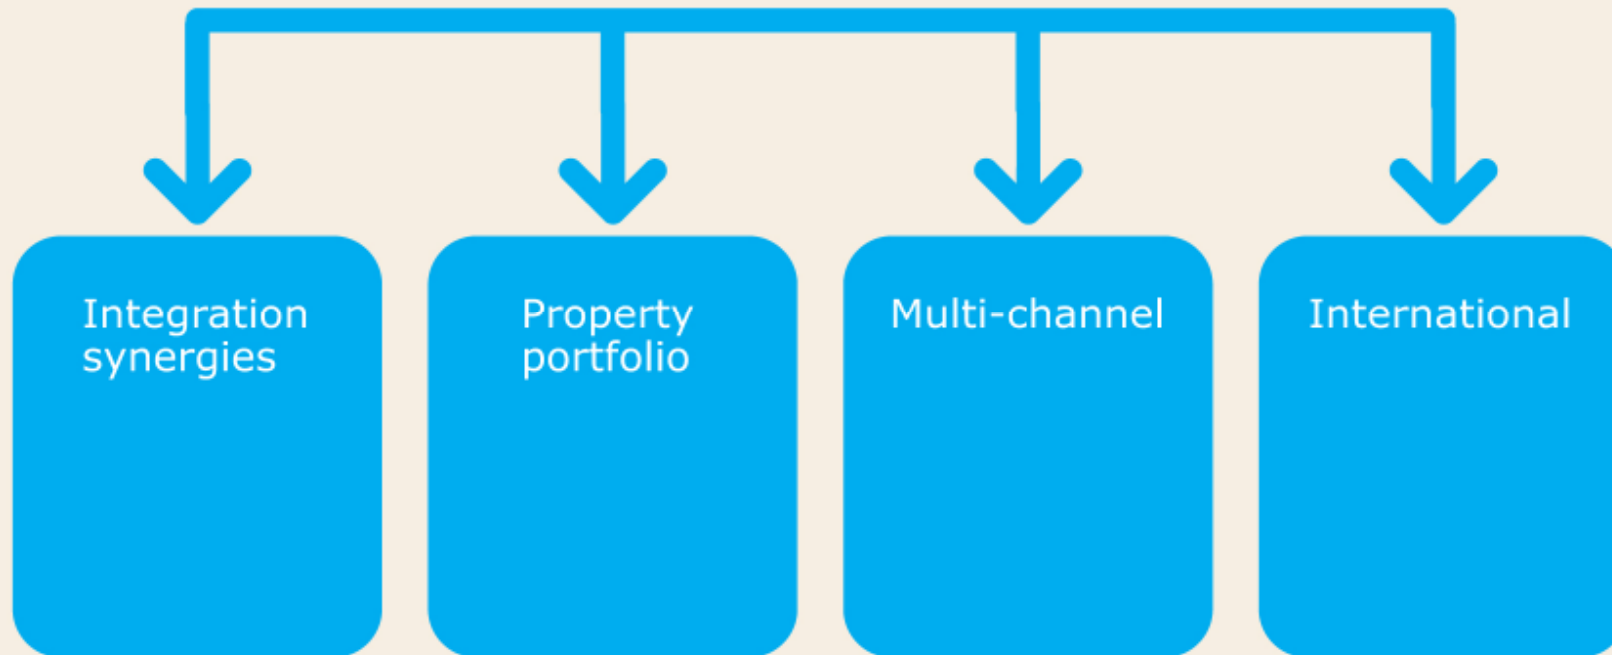 Integration
synergies
Property
portfolio
Multi-channel
International